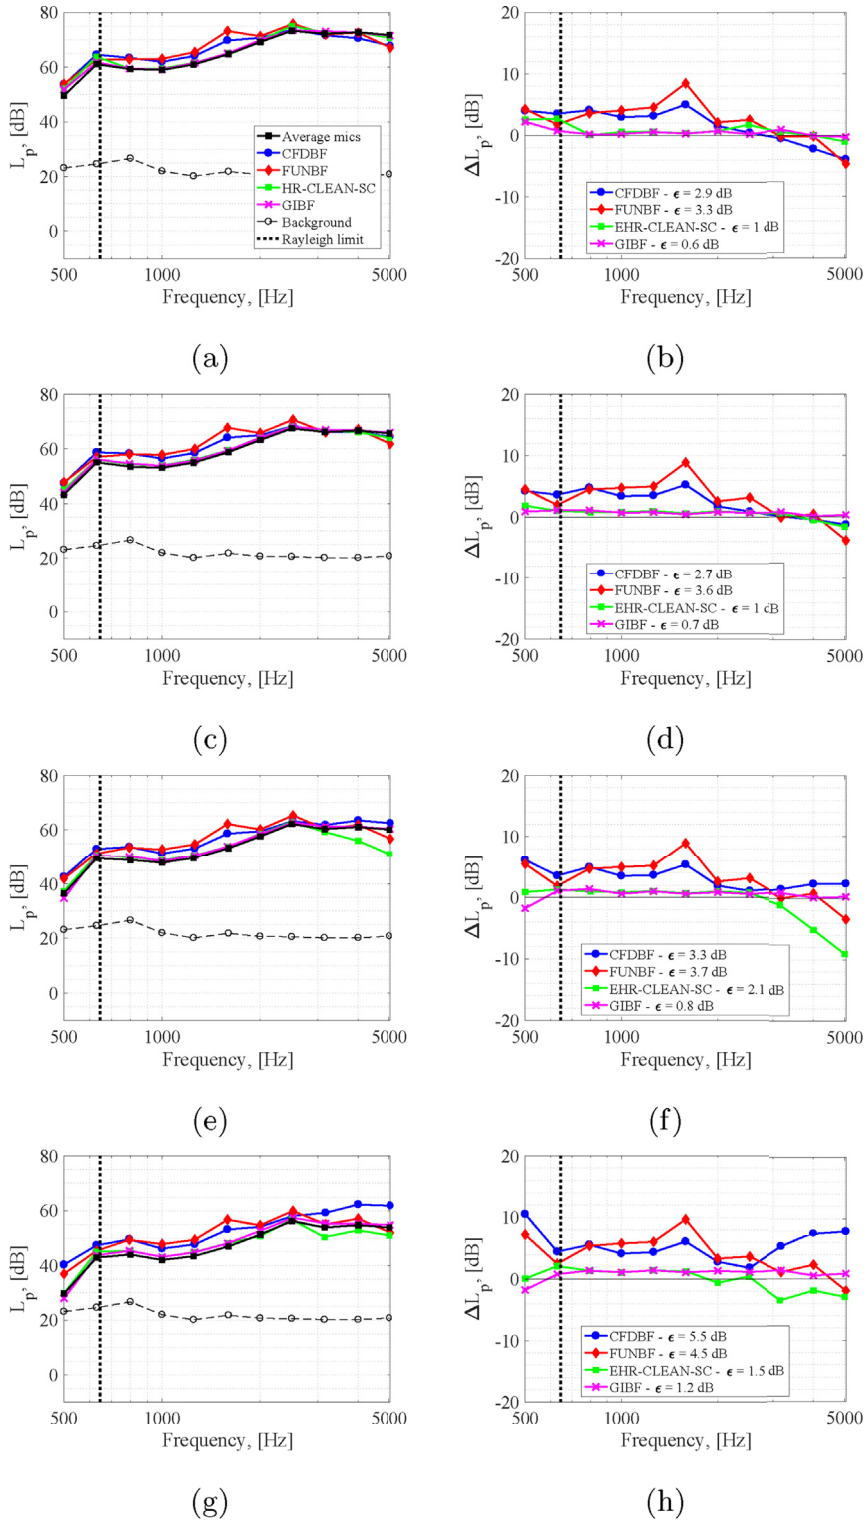 80
60
40
20
0
L_p, [dB]
Average mics
CFDBF
FUNBF
HR-CLEAN-SC
GIBF
Background
Rayleigh limit
500 1000 5000
Frequency, [Hz]
(a)
20
10
0
-10
-20
ΔL_p, [dB]
CFDBF - ϵ = 2.9 dB
FUNBF - ϵ = 3.3 dB
EHR-CLEAN-SC - ϵ = 1 dB
GIBF - ϵ = 0.6 dB
500 1000 5000
Frequency, [Hz]
(b)
80
60
40
20
0
L_p, [dB]
500 1000 5000
Frequency, [Hz]
(c)
20
10
0
-10
-20
ΔL_p, [dB]
CFDBF - ϵ = 2.7 dB
FUNBF - ϵ = 3.6 dB
EHR-CLEAN-SC - ϵ = 1 dB
GIBF - ϵ = 0.7 dB
500 1000 5000
Frequency, [Hz]
(d)
80
60
40
20
0
L_p, [dB]
500 1000 5000
Frequency, [Hz]
(e)
20
10
0
-10
-20
ΔL_p, [dB]
CFDBF - ϵ = 3.3 dB
FUNBF - ϵ = 3.7 dB
EHR-CLEAN-SC - ϵ = 2.1 dB
GIBF - ϵ = 0.8 dB
500 1000 5000
Frequency, [Hz]
(f)
80
60
40
20
0
L_p, [dB]
500 1000 5000
Frequency, [Hz]
(g)
20
10
0
-10
-20
ΔL_p, [dB]
CFDBF - ϵ = 5.5 dB
FUNBF - ϵ = 4.5 dB
EHR-CLEAN-SC - ϵ = 1.5 dB
GIBF - ϵ = 1.2 dB
500 1000 5000
Frequency, [Hz]
(h)